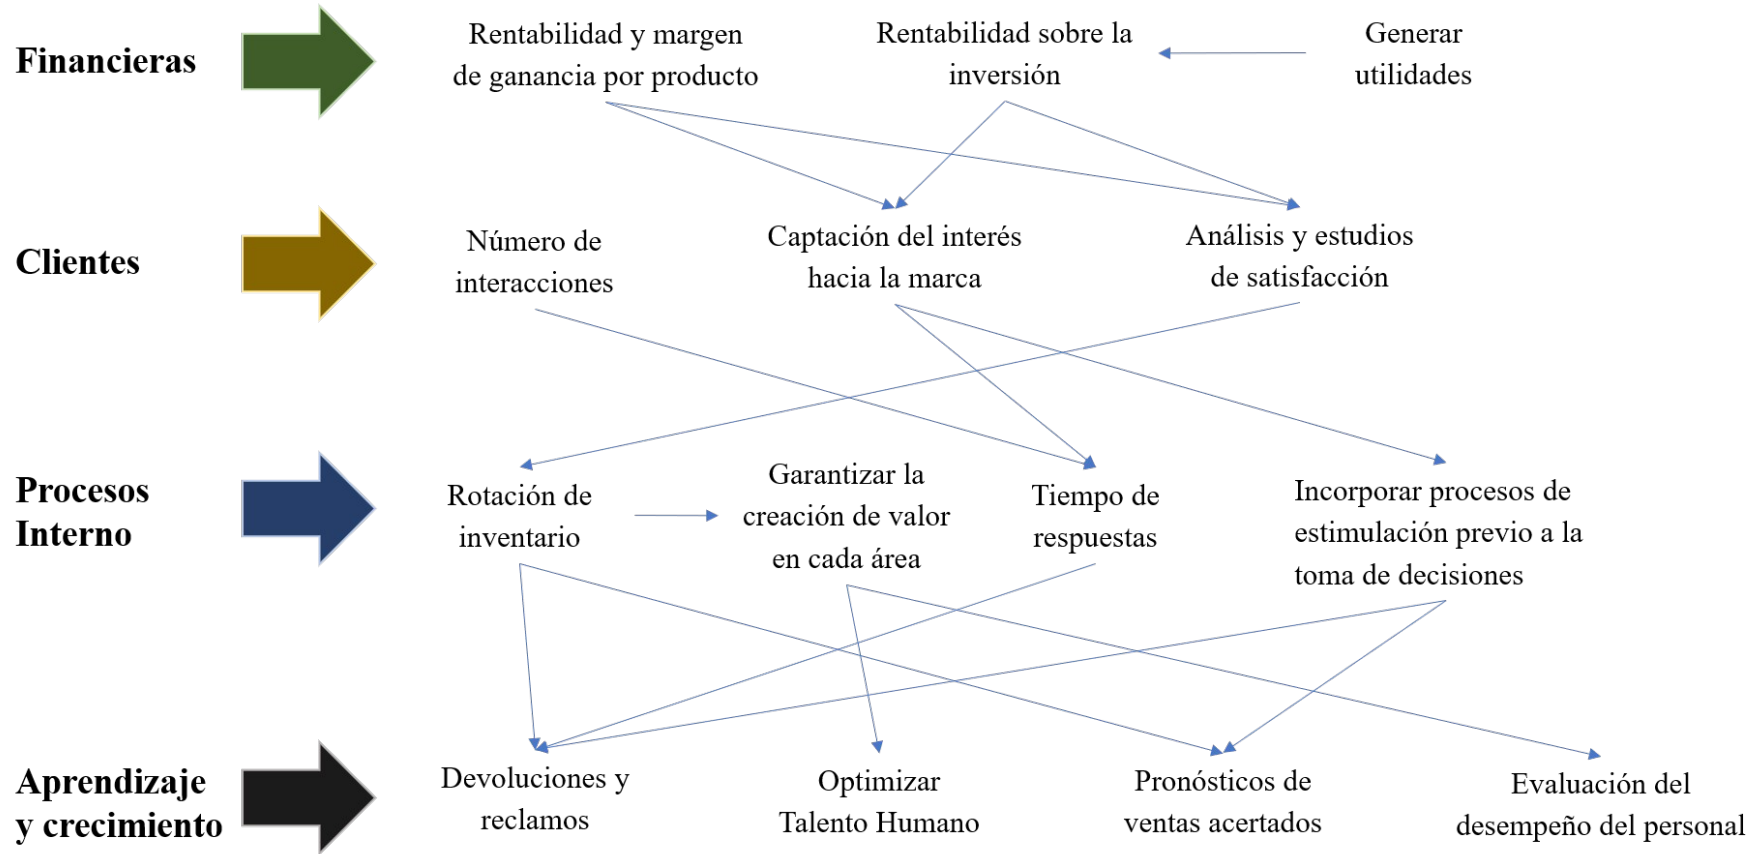 Financieras
Rentabilidad y margen
de ganancia por producto
Rentabilidad sobre la
inversión
Generar
utilidades
Clientes
Número de
interacciones
Captación del interés
hacia la marca
Análisis y estudios
de satisfacción
Procesos
Interno
Rotación de
inventario
Garantizar la
creación de valor
en cada área
Tiempo de
respuestas
Incorporar procesos de
estimulación previo a la
toma de decisiones
Aprendizaje
y crecimiento
Devoluciones y
reclamos
Optimizar
Talento Humano
Pronósticos de
ventas acertados
Evaluación del
desempeño del personal